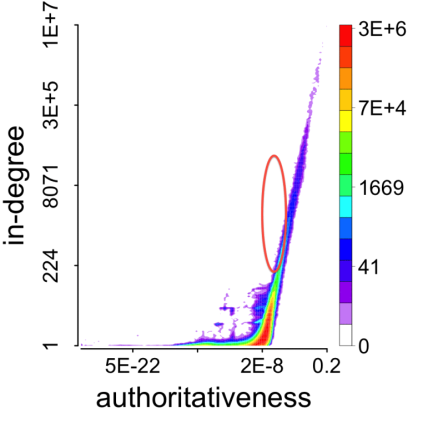 in-degree
1E+7
3E+5
8071
224
1
5E-22
2E-8
0.2
authoritativeness
3E+6
7E+4
1669
41
0